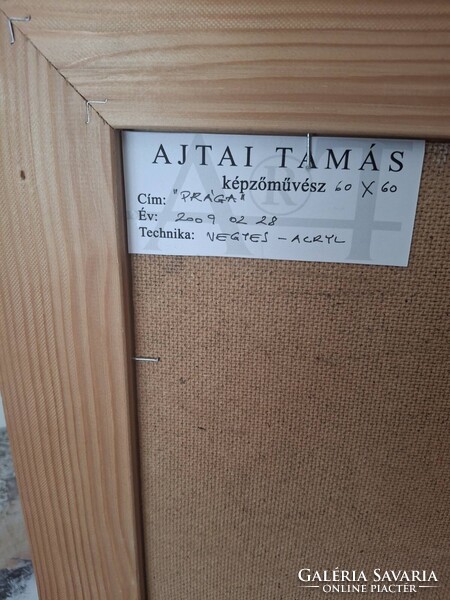 AJTAI TAMÁS
képzőművész 60 X 60
Cím: "PRÁGA"
Év: 2009 02 28
Technika: VEGYES – ACRYL
GALÉRIA SAVARIA
ONLINE PIACTÉR